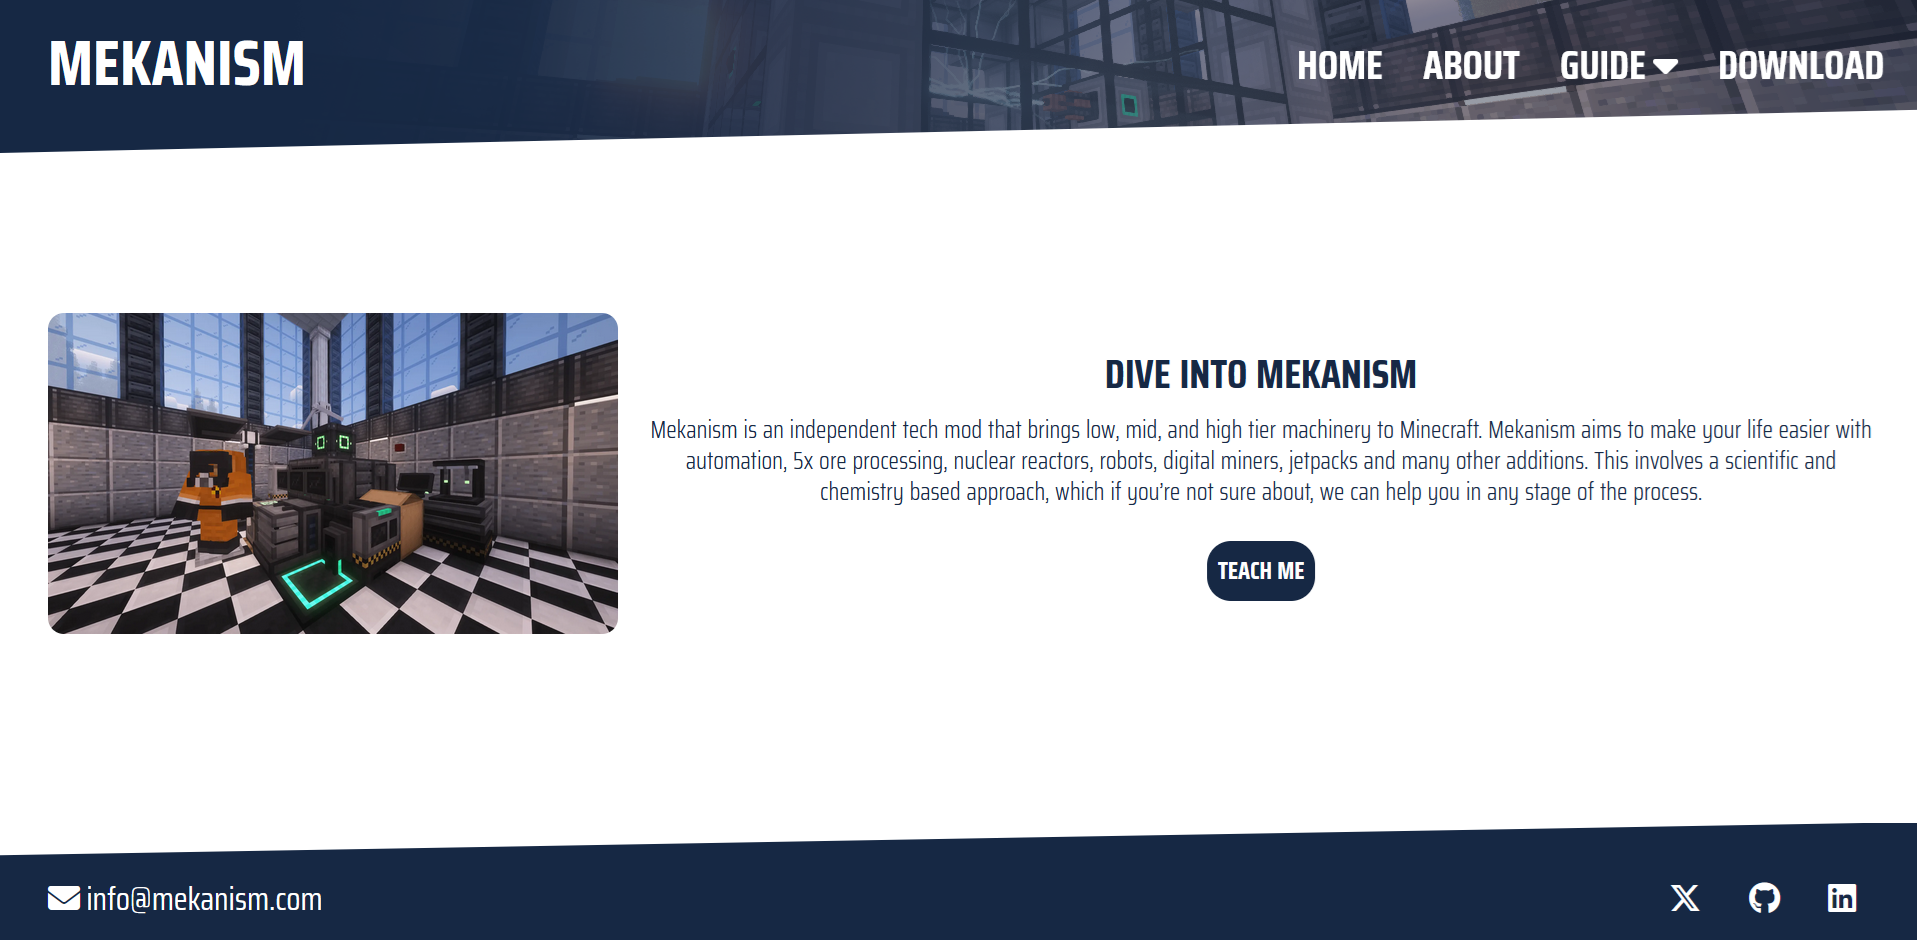 MEKANISM
HOME ABOUT GUIDE DOWNLOAD
DIVE INTO MEKANISM
Mekanism is an independent tech mod that brings low, mid, and high tier machinery to Minecraft. Mekanism aims to make your life easier with
automation, 5x ore processing, nuclear reactors, robots, digital miners, jetpacks and many other additions. This involves a scientific and
chemistry based approach, which if you’re not sure about, we can help you in any stage of the process.
TEACH ME
info@mekanism.com